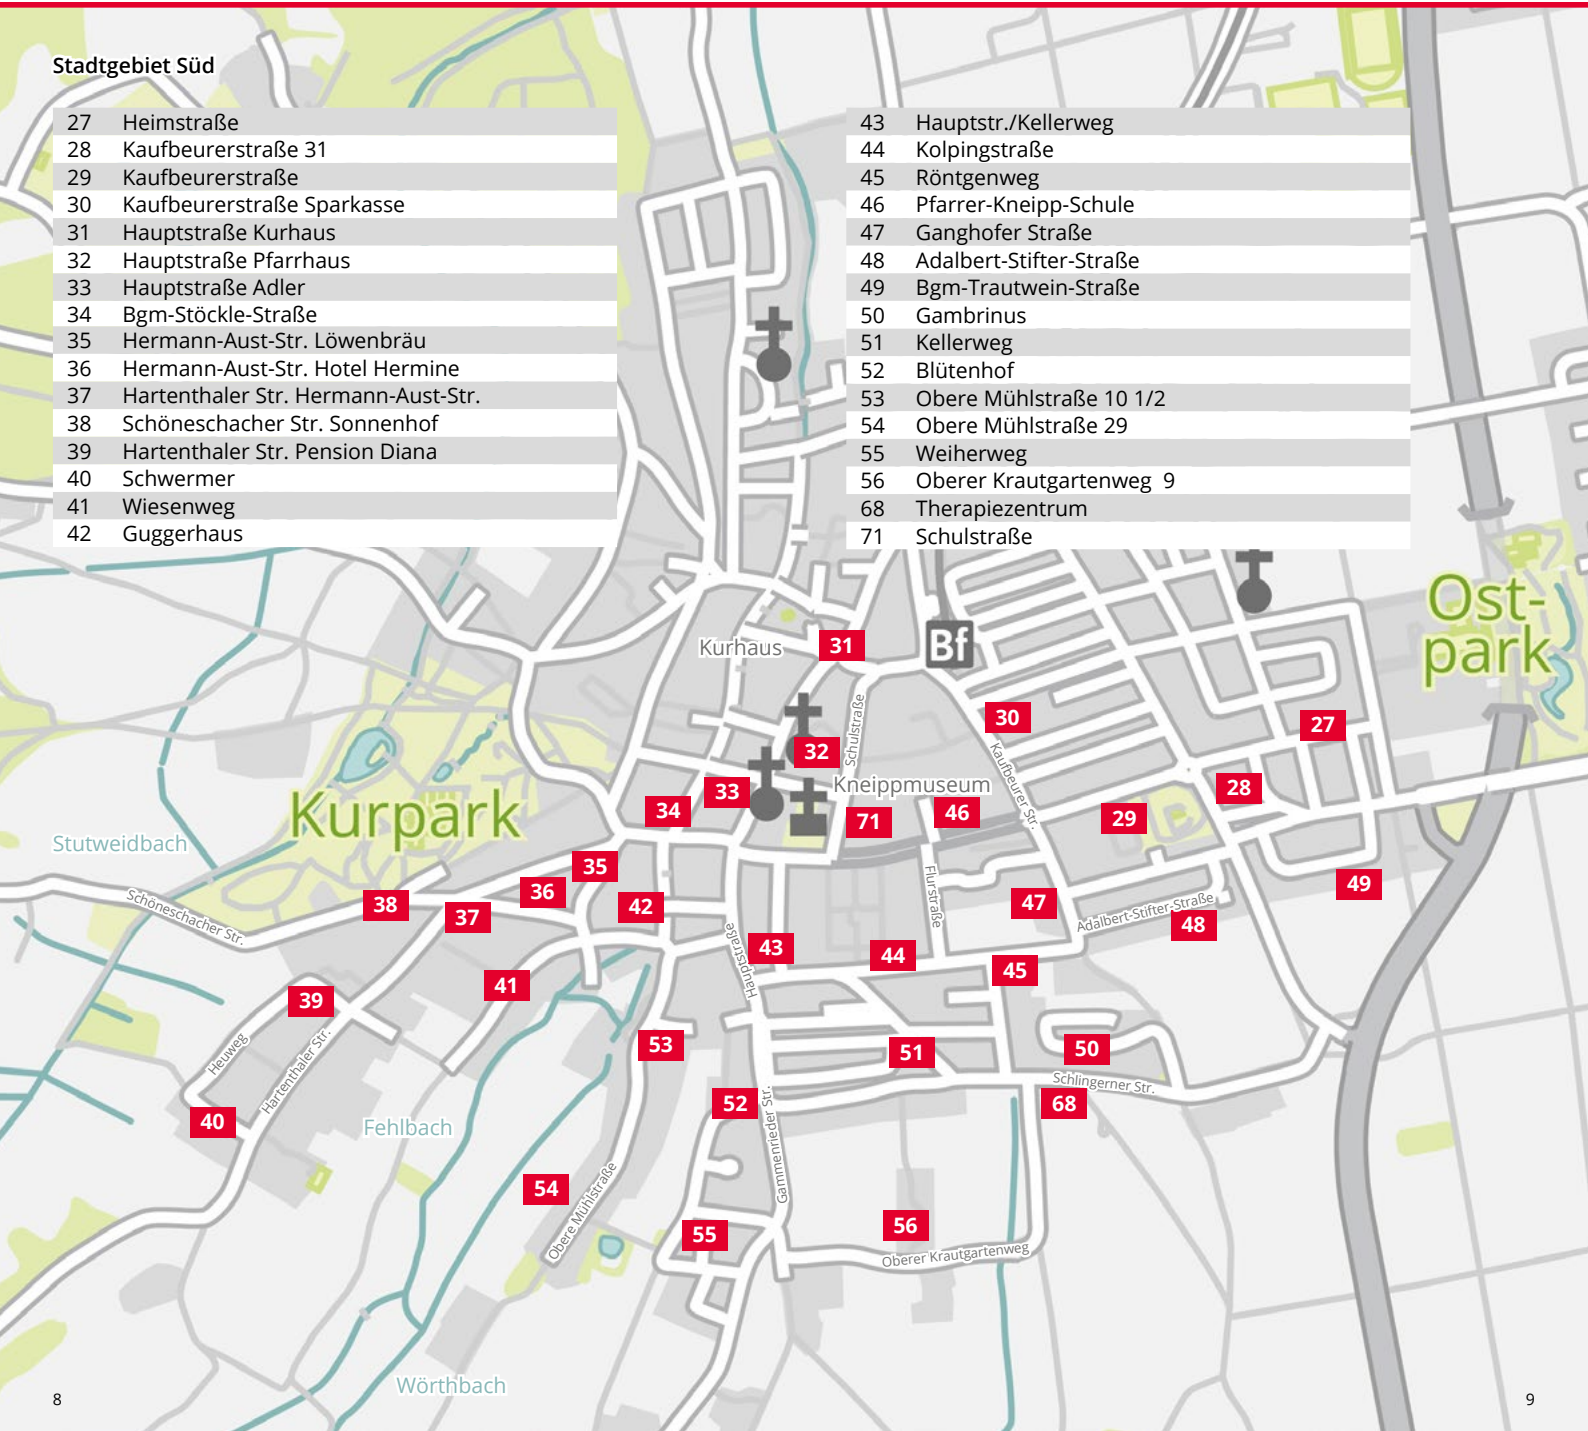 Stadtgebiet Süd
27 Heimstraße
28 Kaufbeurerstraße 31
29 Kaufbeurerstraße
30 Kaufbeurerstraße Sparkasse
31 Hauptstraße Kurhaus
32 Hauptstraße Pfarrhaus
33 Hauptstraße Adler
34 Bgm-Stöckle-Straße
35 Hermann-Aust-Str. Löwenbräu
36 Hermann-Aust-Str. Hotel Hermine
37 Hartenthaler Str. Hermann-Aust-Str.
38 Schöneschacher Str. Sonnenhof
39 Hartenthaler Str. Pension Diana
40 Schwermer
41 Wiesenweg
42 Guggerhaus
43 Hauptstr./Kellerweg
44 Kolpingstraße
45 Röntgenweg
46 Pfarrer-Kneipp-Schule
47 Ganghofer Straße
48 Adalbert-Stifter-Straße
49 Bgm-Trautwein-Straße
50 Gambrinus
51 Kellerweg
52 Blütenhof
53 Obere Mühlstraße 10 1/2
54 Obere Mühlstraße 29
55 Weiherweg
56 Oberer Krautgartenweg 9
68 Therapiezentrum
71 Schulstraße
Ost-
park
Kurhaus
31
Bf
30
27
Schulstraße
32
Kaufbeurer Str.
Kneippmuseum
33
28
34
Kurpark
71
46
29
Stutweidbach
35
36
Flurstraße
49
38
37
42
47
Schöneschacher Str.
Adalbert-Stifter-Straße
48
Hauptstraße
43
44
45
41
39
Heuweg
Hartenthaler Str.
53
51
50
Schlingerner Str.
52
68
40
Fehlbach
Gammenrieder Str.
54
Obere Mühlstraße
55
56
Oberer Krautgartenweg
Wörthbach
8
9